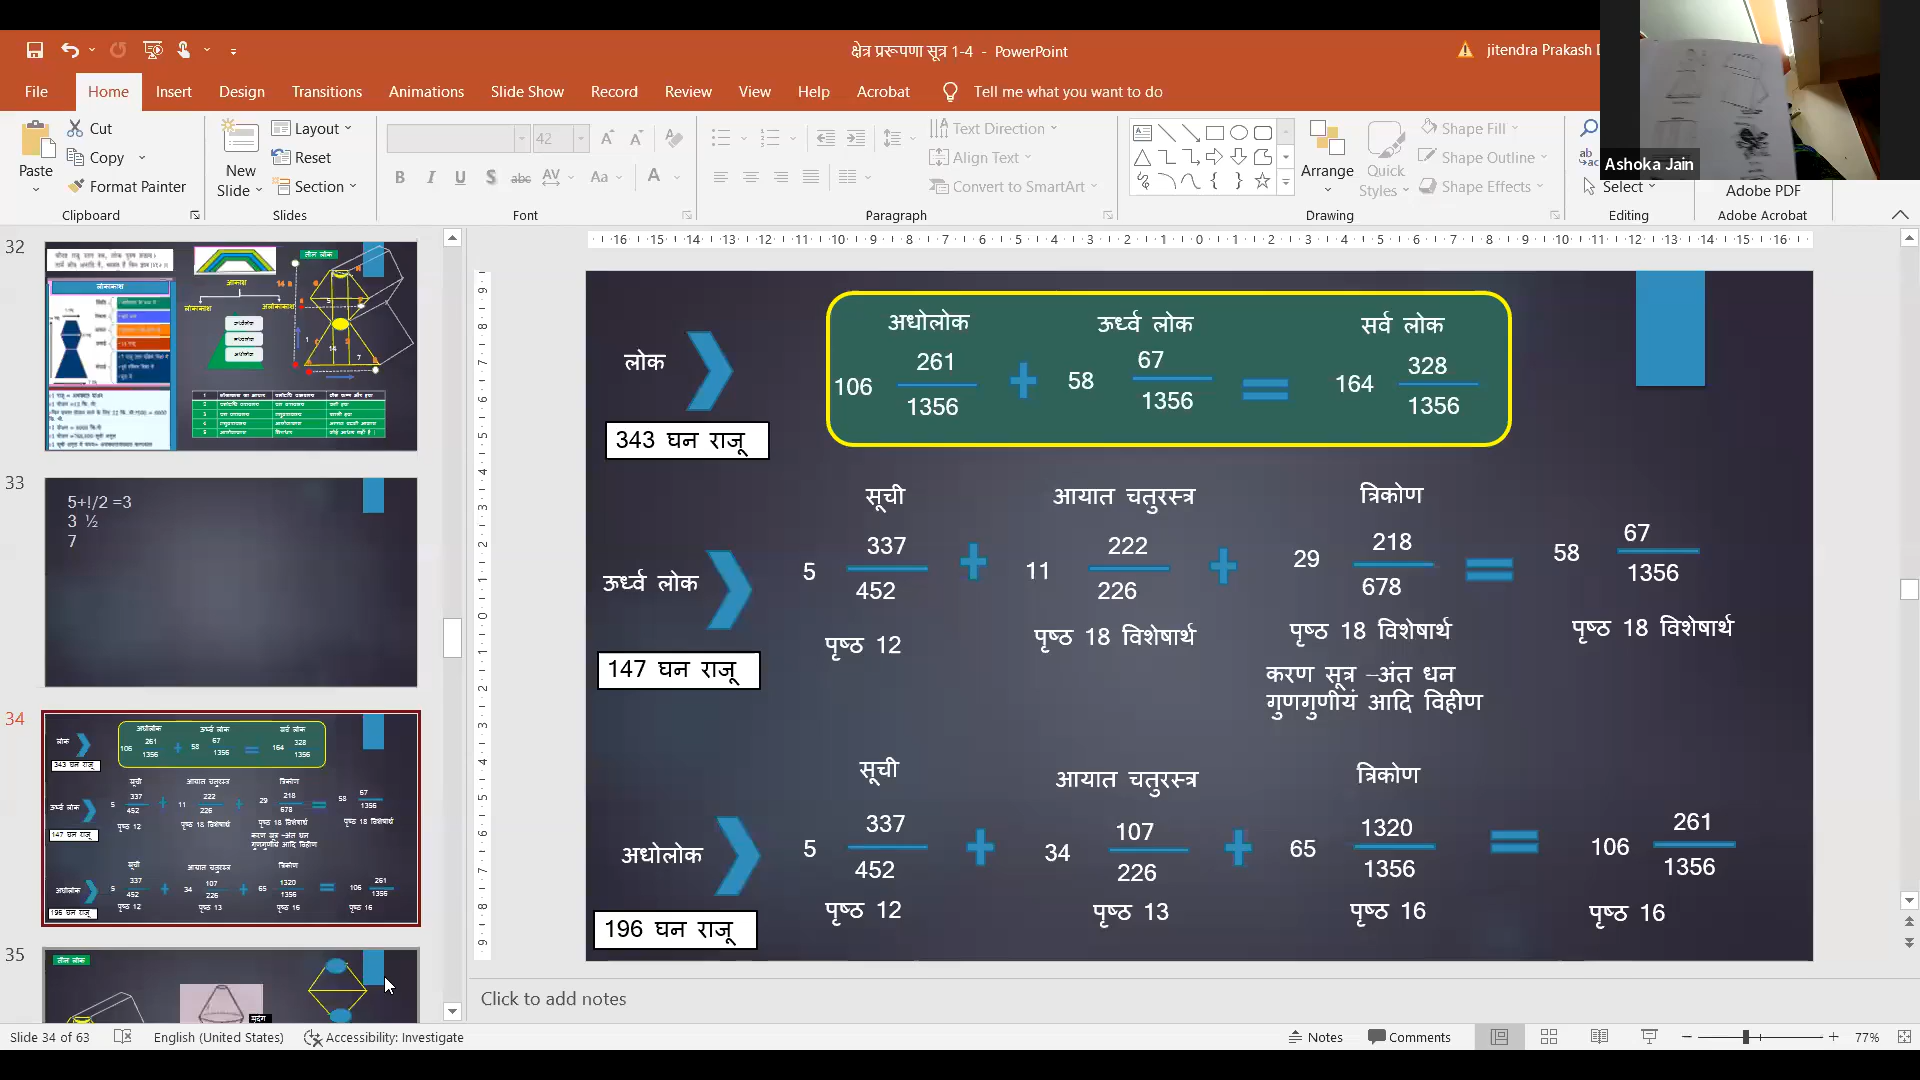 क्षेत्र प्ररूपणा सूत्र 1-4 - PowerPoint
jitendra Prakash
File Home Insert Design Transitions Animations Slide Show Record Review View Help Acrobat Tell me what you want to do
Ashoka Jain
Paste
Cut
Copy
Format Painter
Clipboard
New Slide
Layout
Reset
Section
Slides
42
Font
Text Direction
Align Text
Convert to SmartArt
Paragraph
Arrange
Quick Styles
Shape Fill
Shape Outline
Shape Effects
Drawing
Select
Editing
Adobe PDF
Adobe Acrobat
32
33
5+!/2 =3
3 ½
7
34
35
तीन लोक
लोक
343 घन राजू
अधोलोक ऊर्ध्व लोक सर्व लोक
106 261/1356 + 58 67/1356 = 164 328/1356
सूची आयात चतुरस्त्र त्रिकोण
ऊर्ध्व लोक
5 337/452 + 11 222/226 + 29 218/678 = 58 67/1356
147 घन राजू
पृष्ठ 12 पृष्ठ 18 विशेषार्थ पृष्ठ 18 विशेषार्थ पृष्ठ 18 विशेषार्थ
करण सूत्र –अंत धन
गुणगुणीयं आदि विहीण
सूची आयात चतुरस्त्र त्रिकोण
अधोलोक
5 337/452 + 34 107/226 + 65 1320/1356 = 106 261/1356
196 घन राजू
पृष्ठ 12 पृष्ठ 13 पृष्ठ 16 पृष्ठ 16
Click to add notes
Slide 34 of 63 English (United States) Accessibility: Investigate Notes Comments 77%